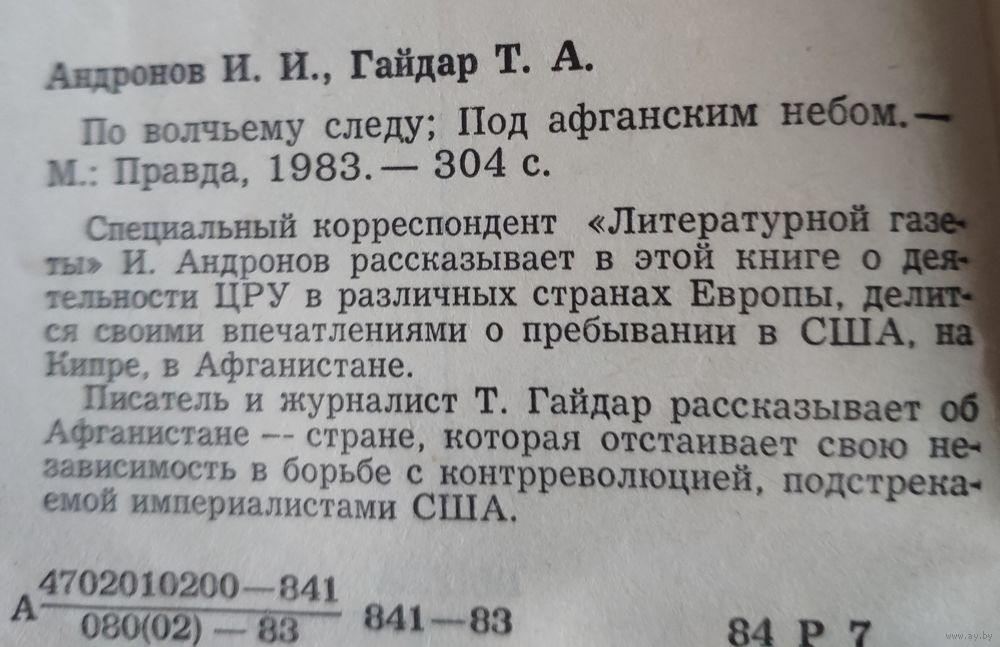 Андронов И. И., Гайдар Т. А.
По волчьему следу; Под афганским небом.—
М.: Правда, 1983.— 304 с.
Специальный корреспондент «Литературной газе-
ты» И. Андронов рассказывает в этой книге о дея-
тельности ЦРУ в различных странах Европы, делит-
ся своими впечатлениями о пребывании в США, на
Кипре, в Афганистане.
Писатель и журналист Т. Гайдар рассказывает об
Афганистане — стране, которая отстаивает свою не-
зависимость в борьбе с контрреволюцией, подстрека-
емой империалистами США.
4702010200—841
А
080(02) — 83
841—83
84 Р 7
www.ay.by